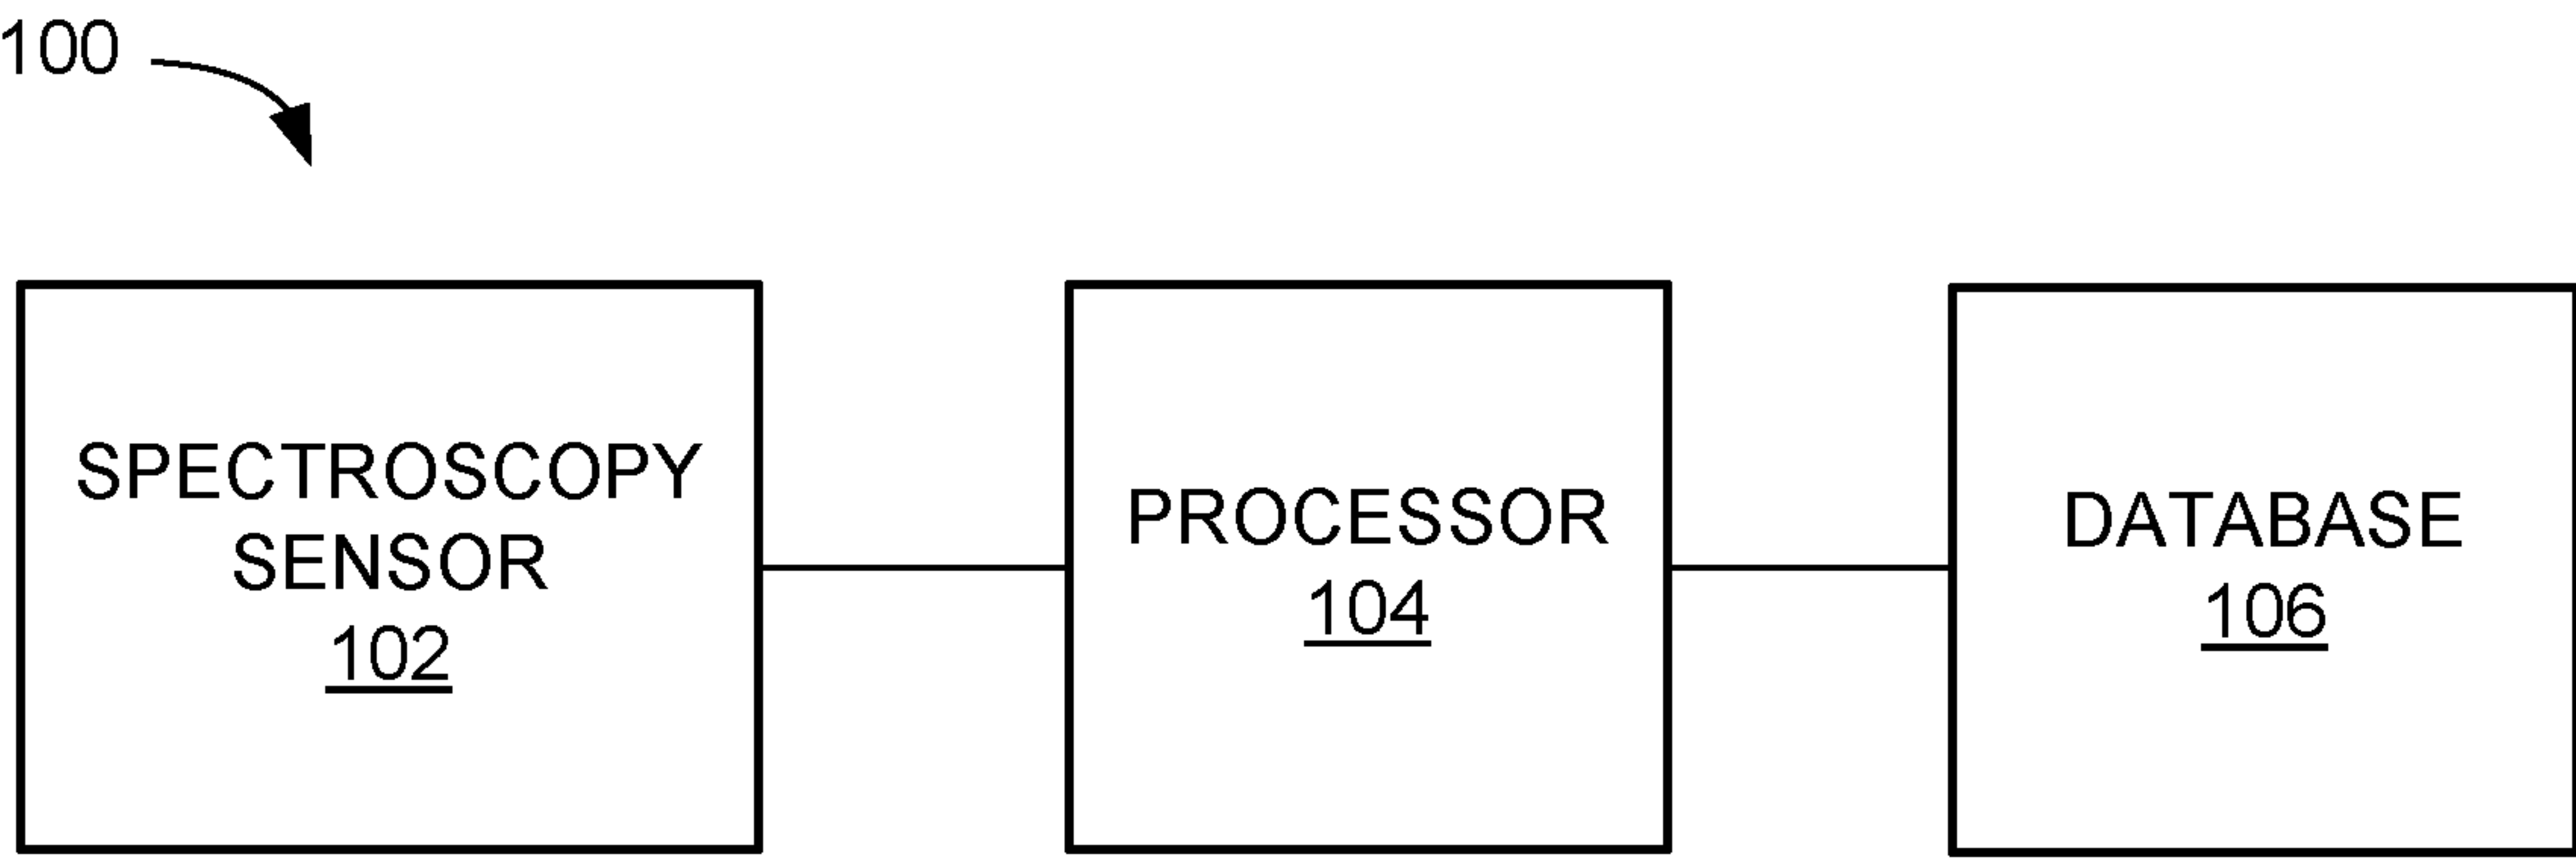 100
SPECTROSCOPY
SENSOR
102
PROCESSOR
104
DATABASE
106